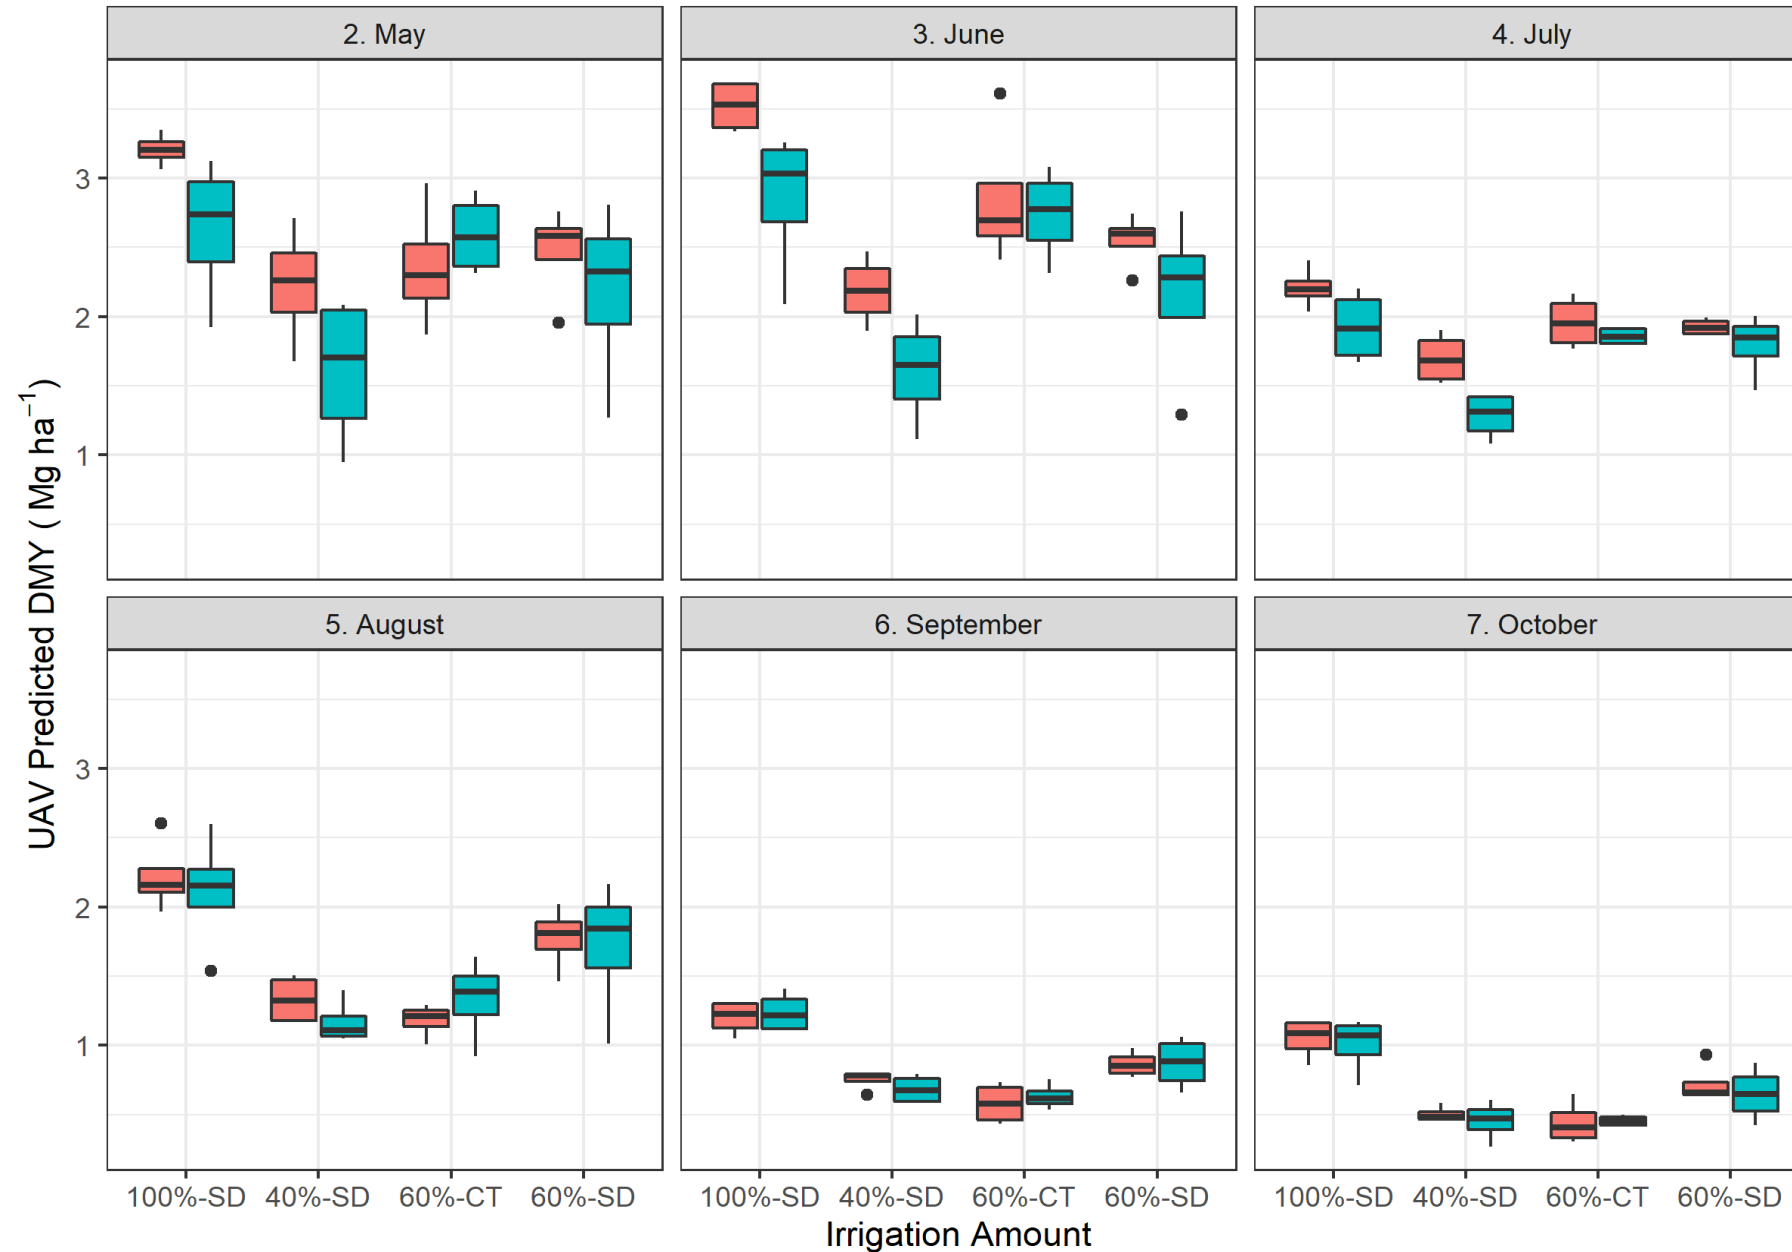 2. May
3. June
4. July
3
2
1
5. August
6. September
7. October
3
2
1
100%-SD 40%-SD 60%-CT 60%-SD
100%-SD 40%-SD 60%-CT 60%-SD
100%-SD 40%-SD 60%-CT 60%-SD
Irrigation Amount
UAV Predicted DMY ( Mg ha⁻¹)